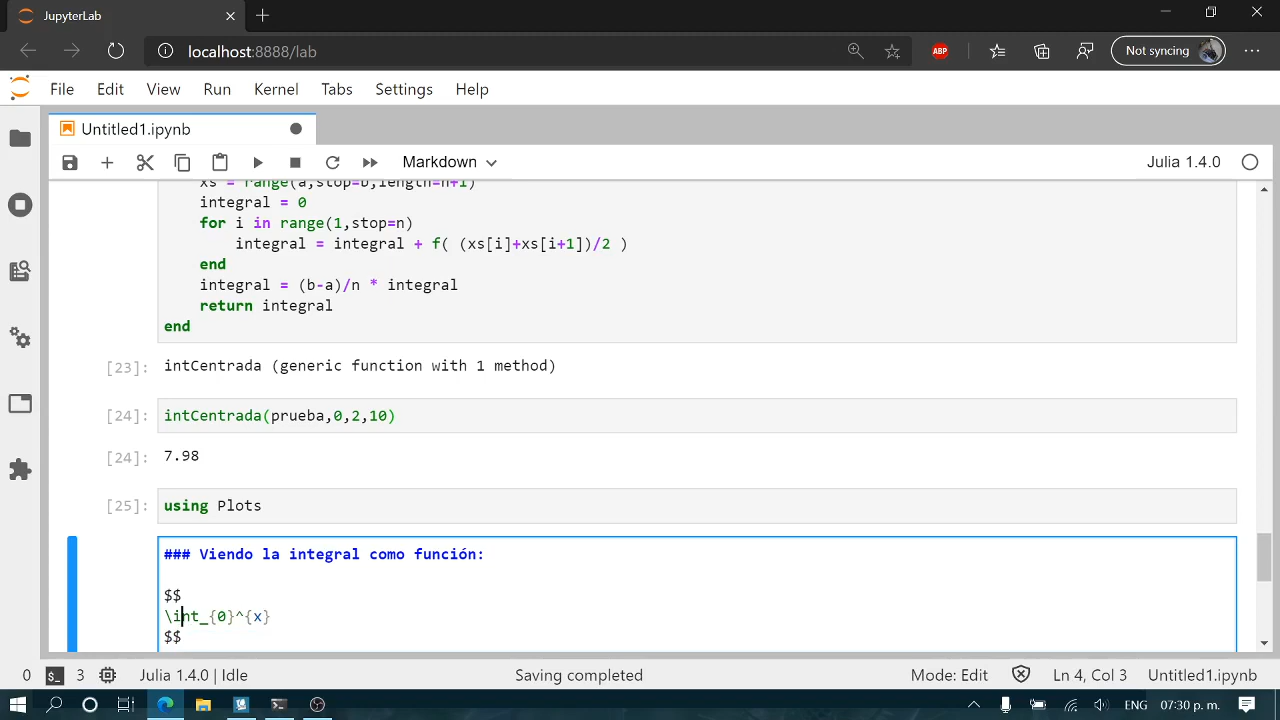 JupyterLab
localhost:8888/lab
ABP
Not syncing
File Edit View Run Kernel Tabs Settings Help
Untitled1.ipynb
Markdown
Julia 1.4.0
xs = range(a,stop=b,length=n+1)
integral = 0
for i in range(1,stop=n)
integral = integral + f( (xs[i]+xs[i+1])/2 )
end
integral = (b-a)/n * integral
return integral
end
[23]: intCentrada (generic function with 1 method)
[24]: intCentrada(prueba,0,2,10)
[24]: 7.98
[25]: using Plots
### Viendo la integral como función:
$$
\int_{0}^{x}
$$
0 $_ 3 Julia 1.4.0 | Idle Saving completed Mode: Edit Ln 4, Col 3 Untitled1.ipynb
ENG 07:30 p. m.